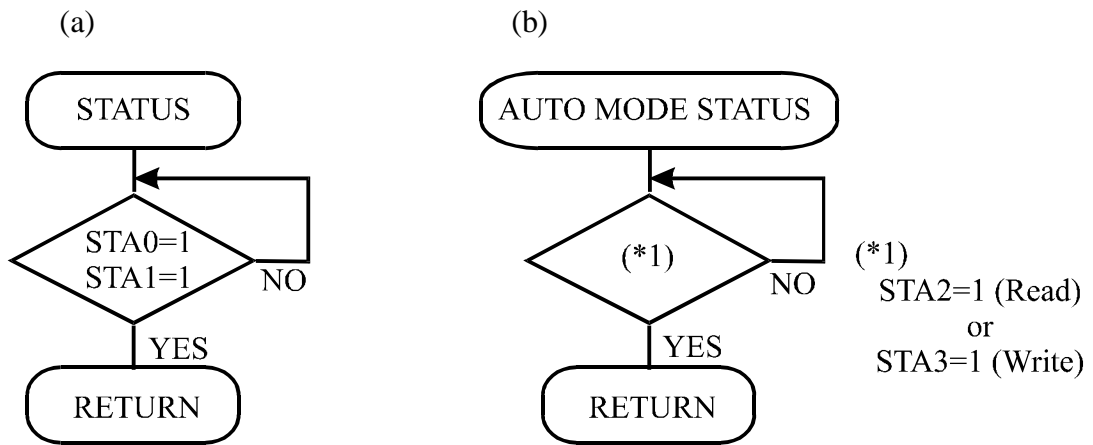 (a)
STATUS
STA0=1
STA1=1
NO
YES
RETURN
(b)
AUTO MODE STATUS
(*1)
NO
YES
RETURN
(*1)
STA2=1 (Read)
or
STA3=1 (Write)